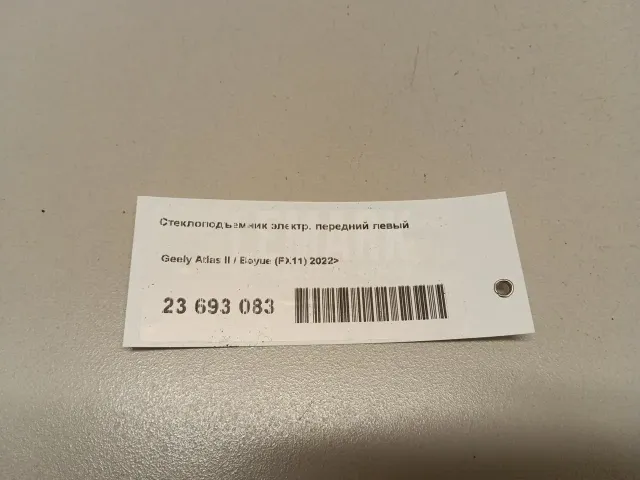 Стеклоподъемник электр. передний левый
Geely Atlas II / Boyue (FX11) 2022>
23 693 083